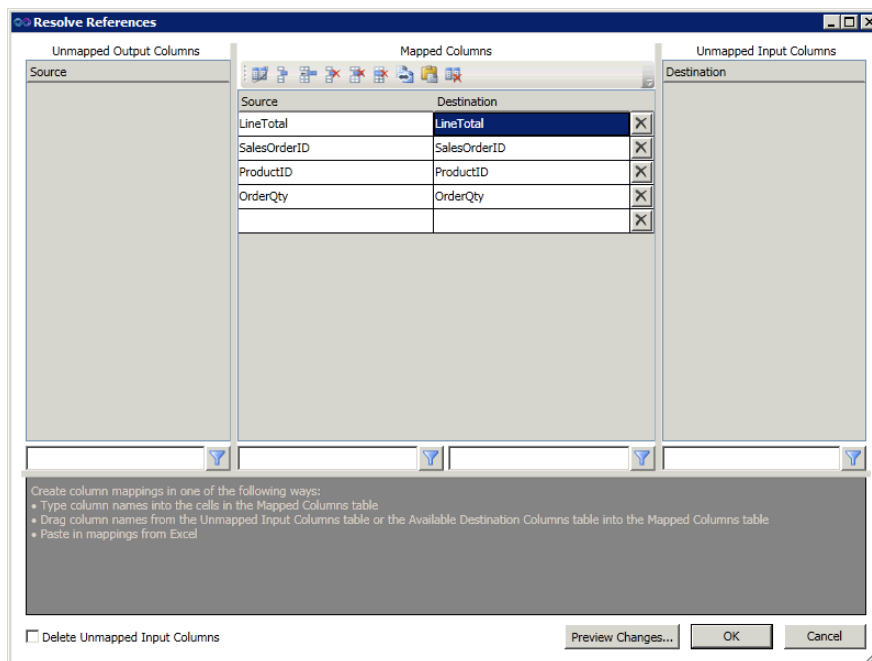 Resolve References
Unmapped Output Columns
Mapped Columns
Unmapped Input Columns
Source
Destination
Source Destination
LineTotal LineTotal
SalesOrderID SalesOrderID
ProductID ProductID
OrderQty OrderQty
Create column mappings in one of the following ways:
• Type column names into the cells in the Mapped Columns table
• Drag column names from the Unmapped Input Columns table or the Available Destination Columns table into the Mapped Columns table
• Paste in mappings from Excel
Delete Unmapped Input Columns
Preview Changes...
OK
Cancel